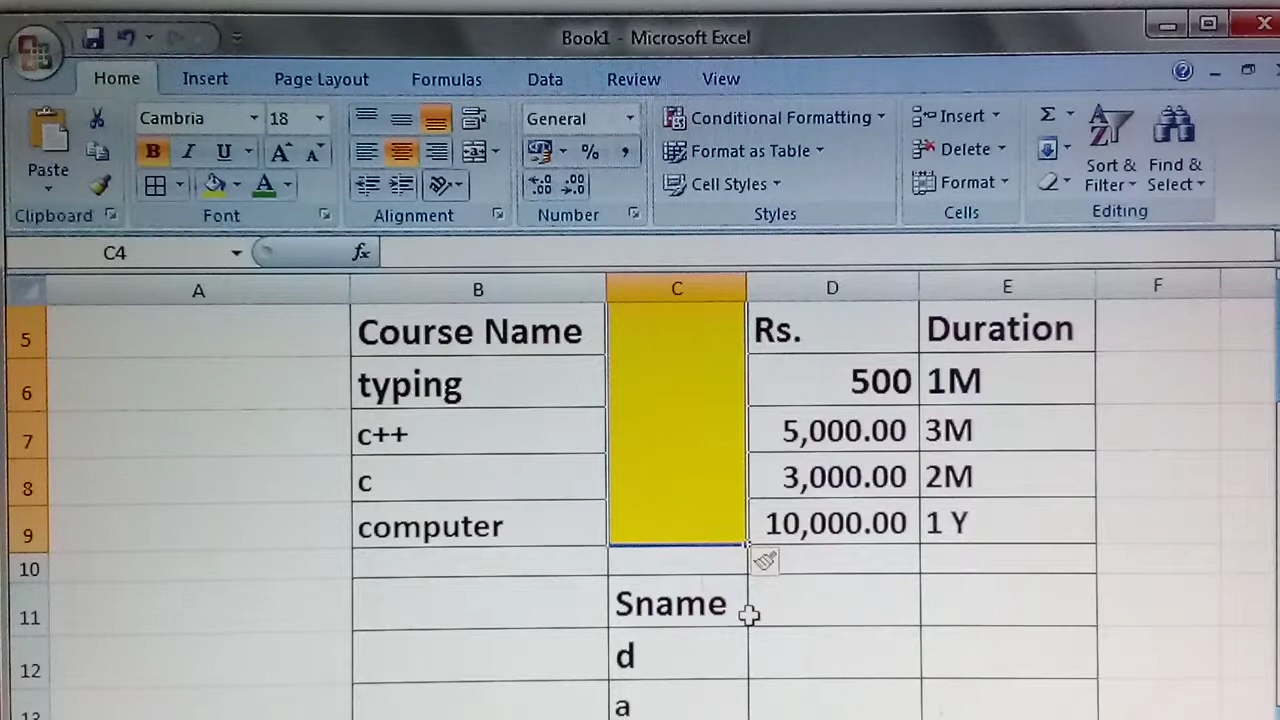 Book1 - Microsoft Excel
Home Insert Page Layout Formulas Data Review View
Cambria 18 General Conditional Formatting Insert Σ
Paste B I U A A % , Format as Table Delete Sort & Filter Find & Select
A Cell Styles Format
Clipboard Font Alignment Number Styles Cells Editing
C4 fx
A B C D E F
5 Course Name Rs. Duration
6 typing 500 1M
7 c++ 5,000.00 3M
8 c 3,000.00 2M
9 computer 10,000.00 1 Y
10
11 Sname
12 d
13 a